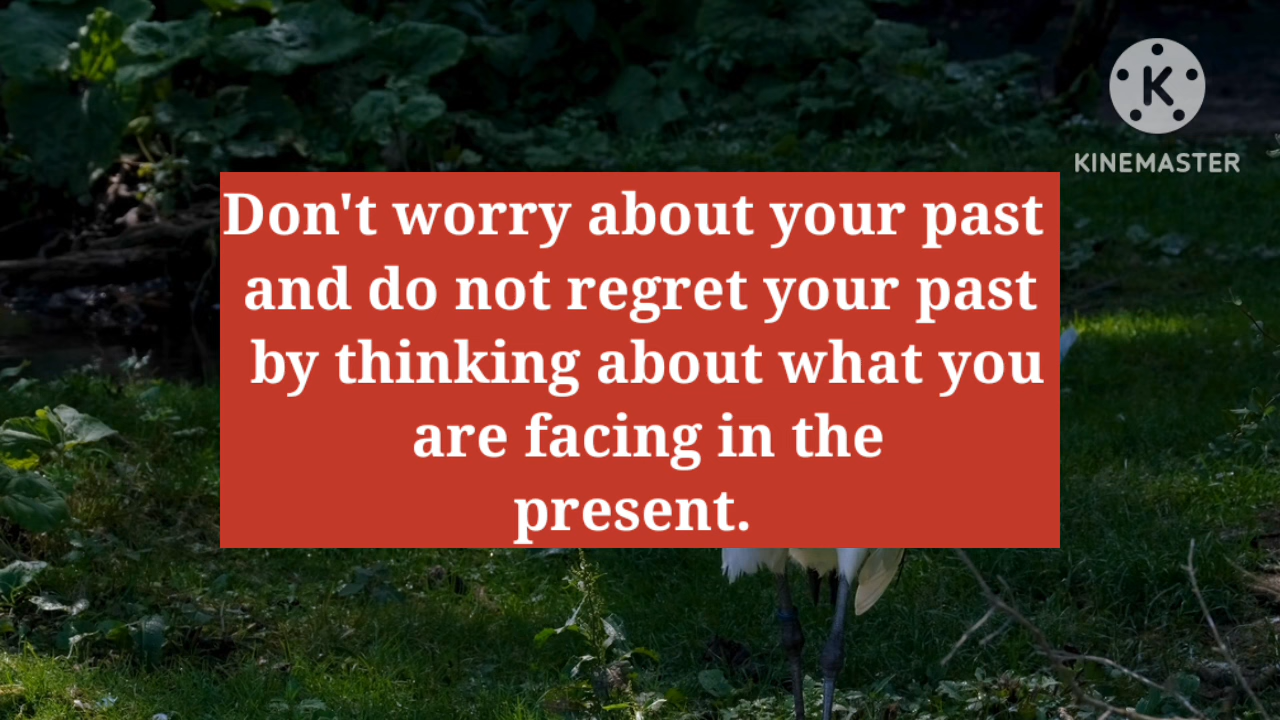 KINEMASTER
Don't worry about your past
and do not regret your past
by thinking about what you
are facing in the
present.